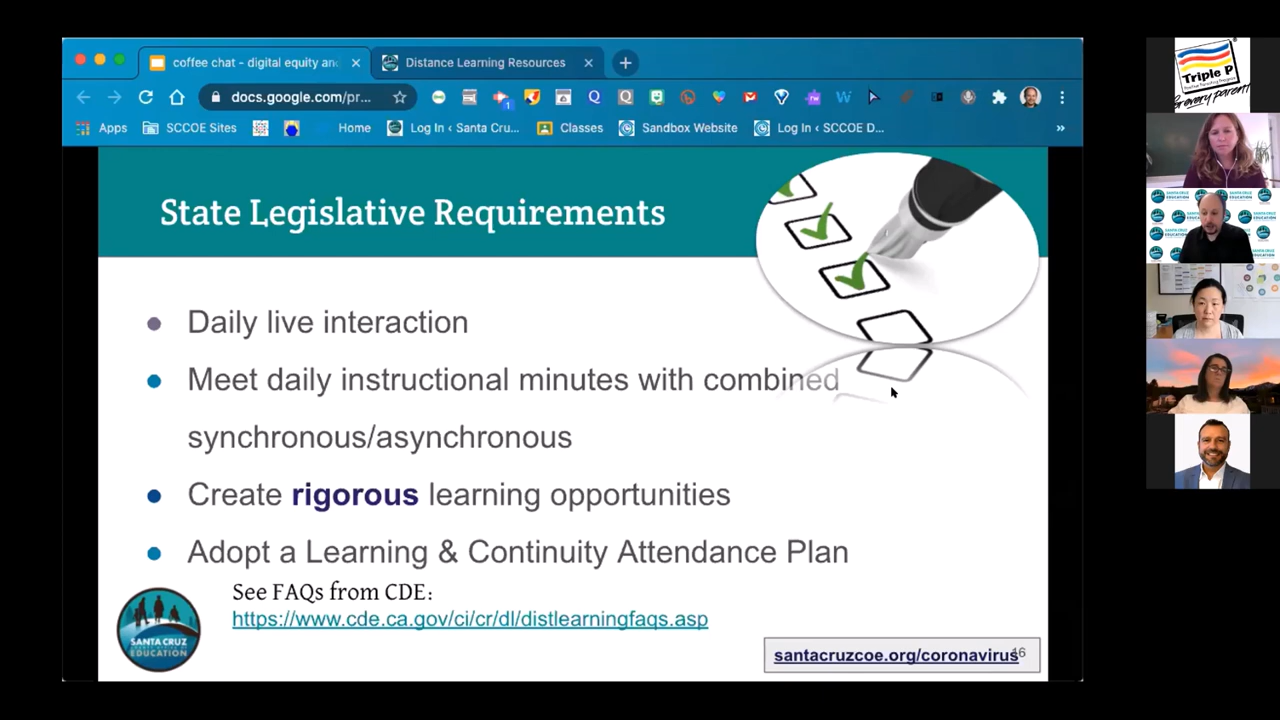 coffee chat - digital equity and
Distance Learning Resources
docs.google.com/pr...
Apps
SCCOE Sites
Home
Log In ‹ Santa Cru...
Classes
Sandbox Website
Log In ‹ SCCOE D...
»
State Legislative Requirements
Daily live interaction
Meet daily instructional minutes with combined
synchronous/asynchronous
Create rigorous learning opportunities
Adopt a Learning & Continuity Attendance Plan
See FAQs from CDE:
https://www.cde.ca.gov/ci/cr/dl/distlearningfaqs.asp
SANTA CRUZ
EDUCATION
santacruzcoe.org/coronavirus
16
Triple P